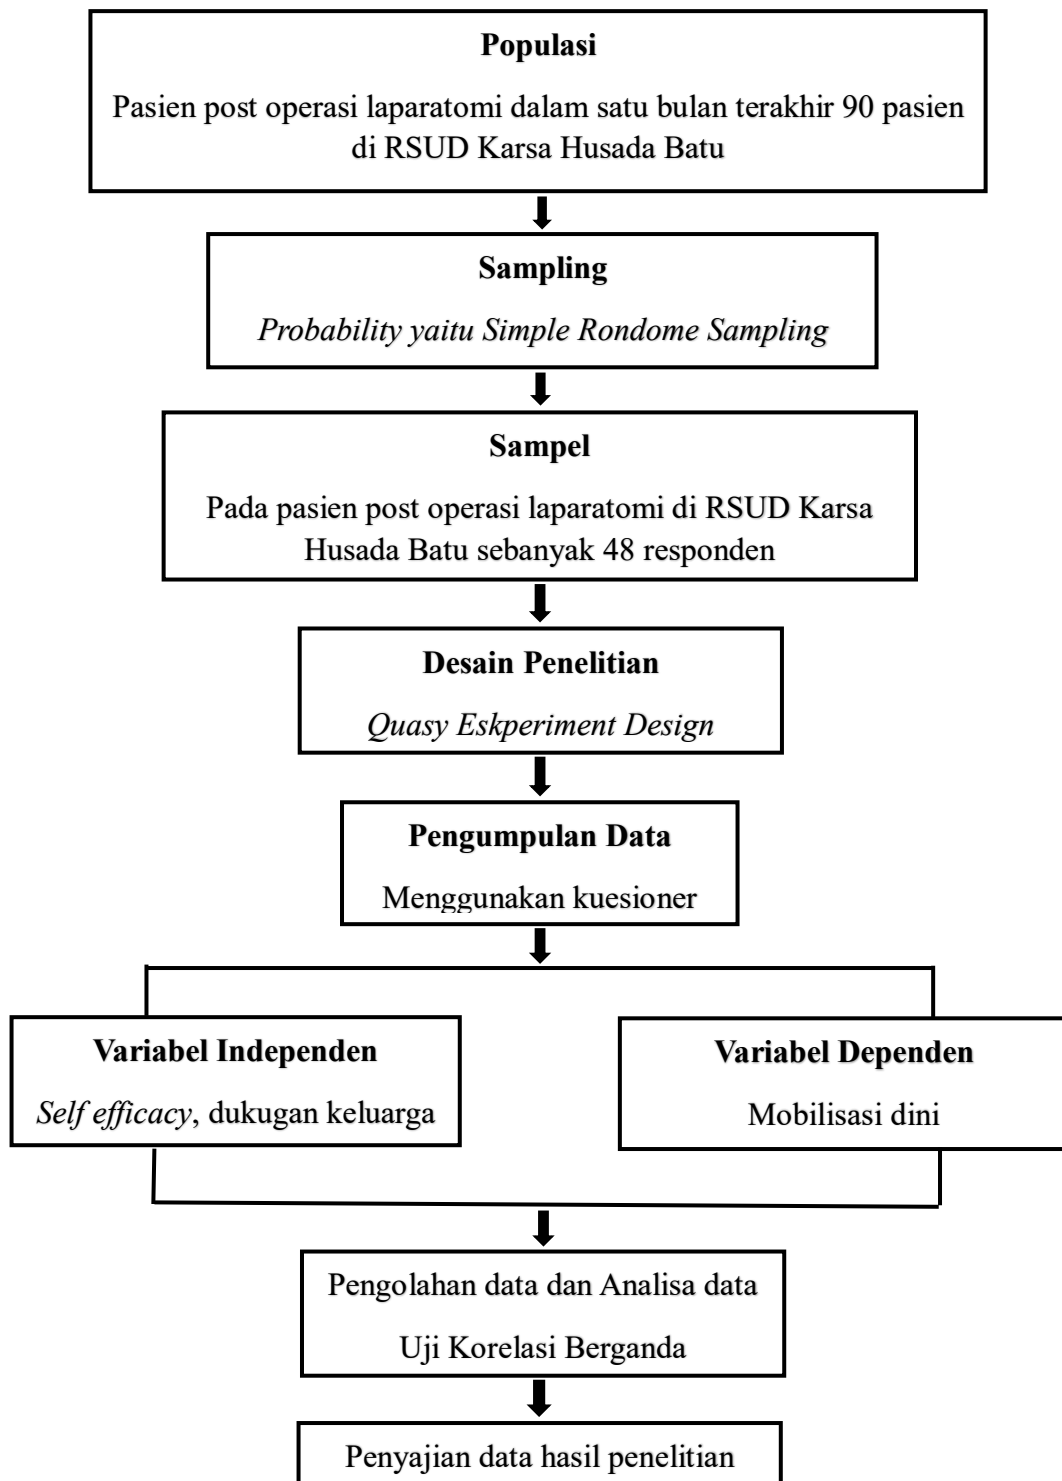 Populasi
Pasien post operasi laparatomi dalam satu bulan terakhir 90 pasien
di RSUD Karsa Husada Batu
Sampling
Probability yaitu Simple Rondome Sampling
Sampel
Pada pasien post operasi laparatomi di RSUD Karsa
Husada Batu sebanyak 48 responden
Desain Penelitian
Quasy Eskperiment Design
Pengumpulan Data
Menggunakan kuesioner
Variabel Independen
Self efficacy, dukugan keluarga
Variabel Dependen
Mobilisasi dini
Pengolahan data dan Analisa data
Uji Korelasi Berganda
Penyajian data hasil penelitian